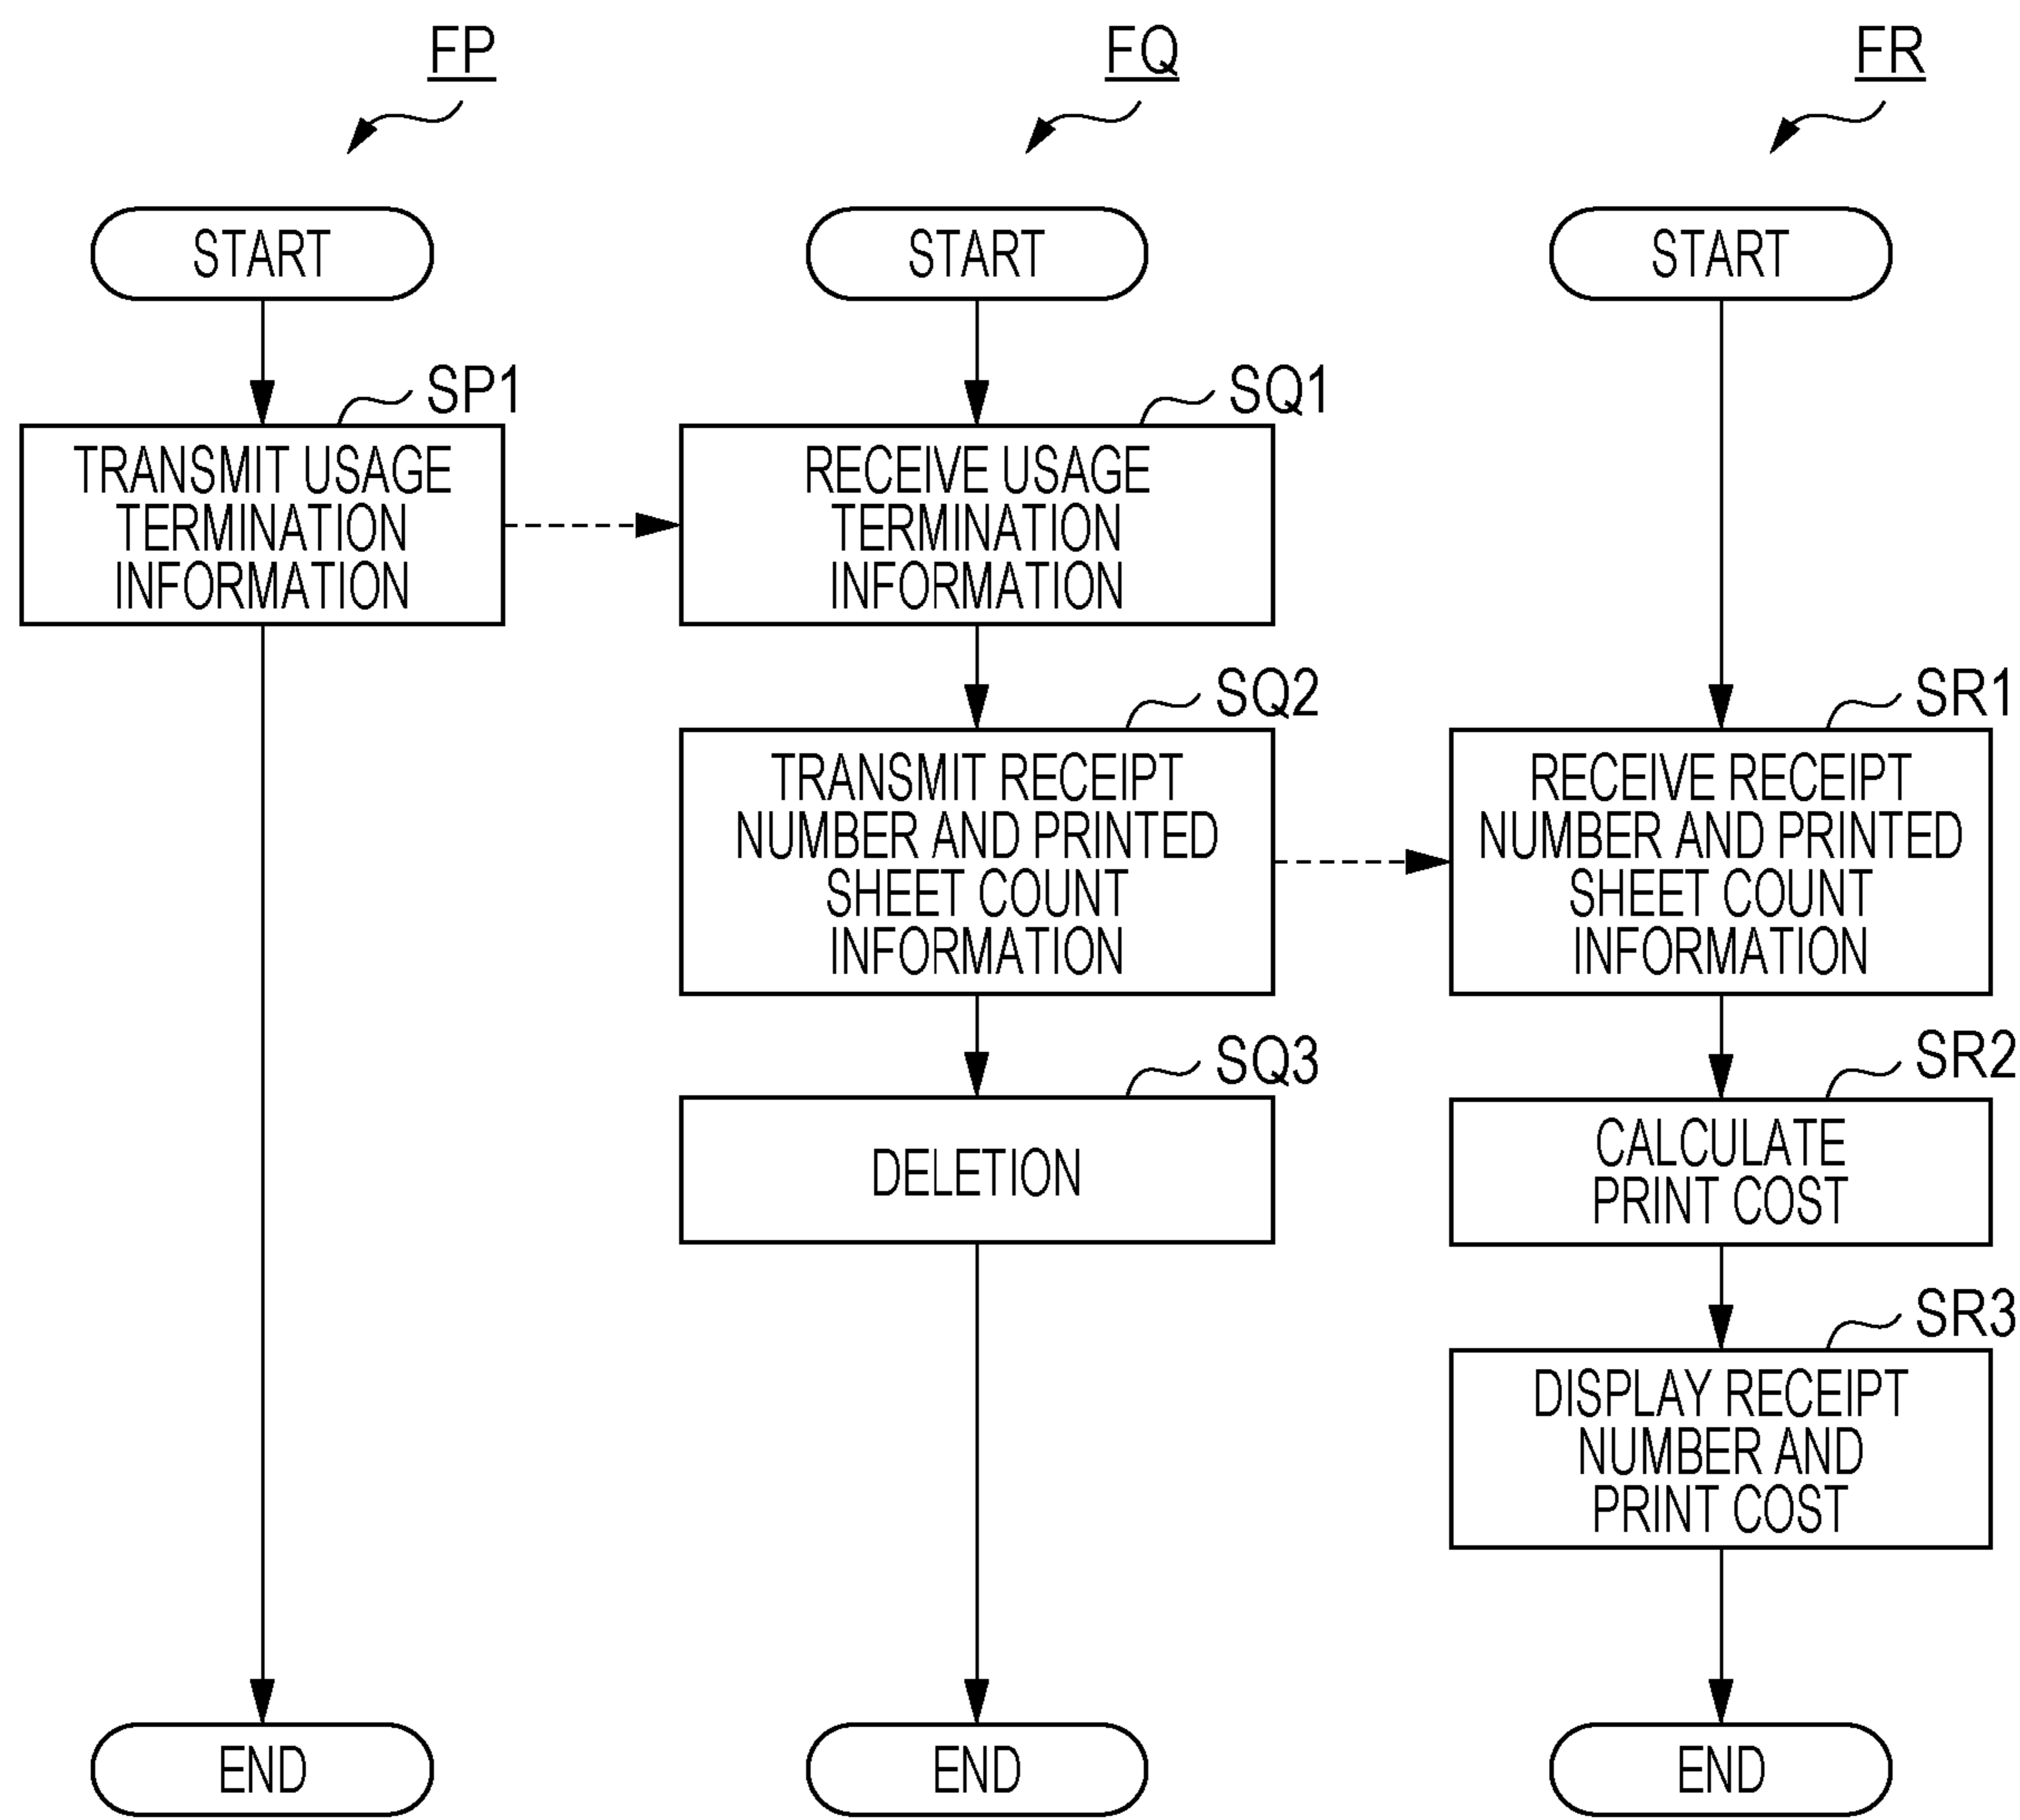 FP
START
SP1
TRANSMIT USAGE
TERMINATION
INFORMATION
END
FQ
START
SQ1
RECEIVE USAGE
TERMINATION
INFORMATION
SQ2
TRANSMIT RECEIPT
NUMBER AND PRINTED
SHEET COUNT
INFORMATION
SQ3
DELETION
END
FR
START
SR1
RECEIVE RECEIPT
NUMBER AND PRINTED
SHEET COUNT
INFORMATION
SR2
CALCULATE
PRINT COST
SR3
DISPLAY RECEIPT
NUMBER AND
PRINT COST
END